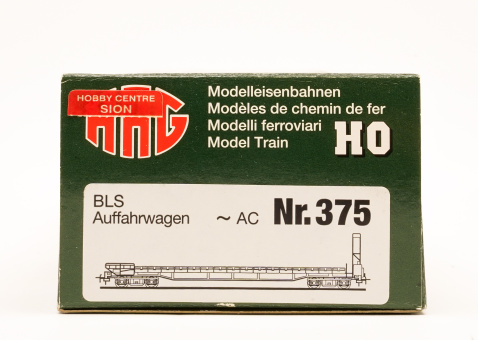 HOBBY CENTRE
SION
HAG
Modelleisenbahnen
Modèles de chemin de fer
Modelli ferroviari
Model Train
HO
BLS
Auffahrwagen ~ AC Nr. 375